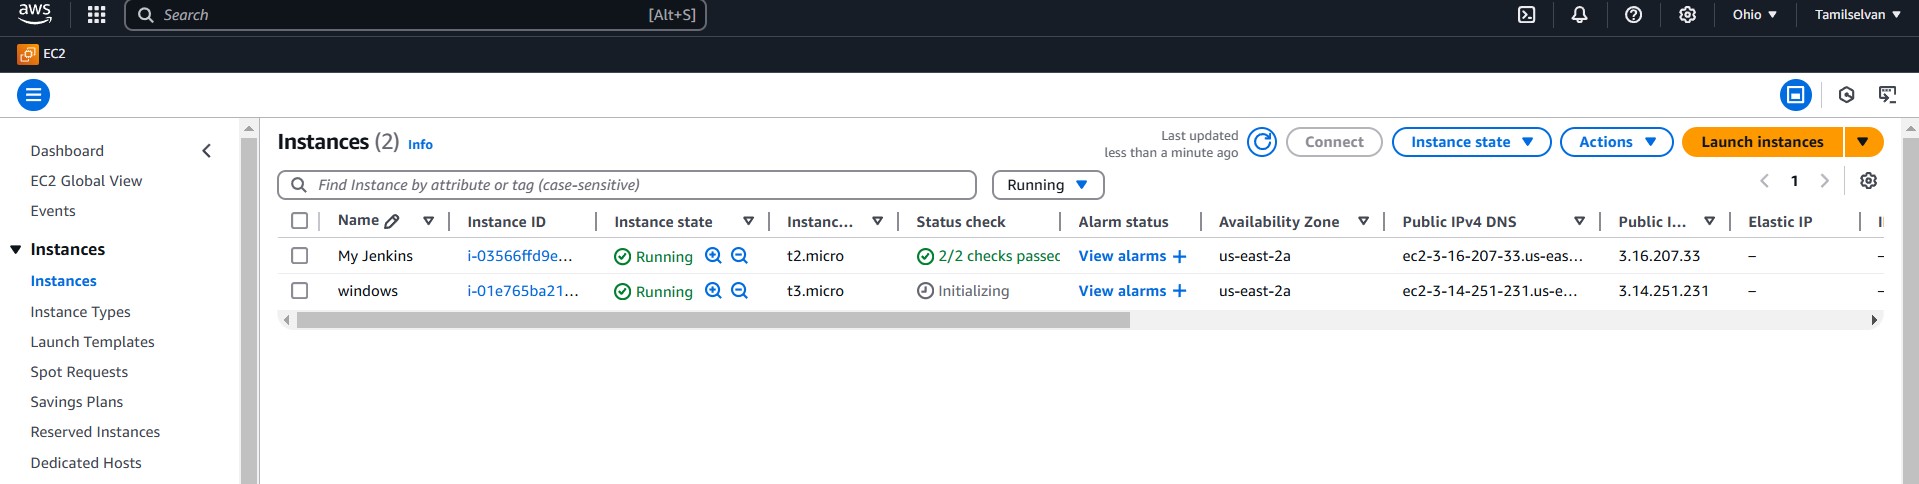 aws
Search [Alt+S] Ohio Tamilselvan
EC2
Dashboard
EC2 Global View
Events
Instances
Instances
Instance Types
Launch Templates
Spot Requests
Savings Plans
Reserved Instances
Dedicated Hosts
Instances (2) Info
Last updated
less than a minute ago
Connect Instance state Actions Launch instances
Find Instance by attribute or tag (case-sensitive) Running 1
Name Instance ID Instance state Instanc... Status check Alarm status Availability Zone Public IPv4 DNS Public I... Elastic IP
My Jenkins i-03566ffd9e... Running t2.micro 2/2 checks passec View alarms + us-east-2a ec2-3-16-207-33.us-eas... 3.16.207.33 – –
windows i-01e765ba21... Running t3.micro Initializing View alarms + us-east-2a ec2-3-14-251-231.us-e... 3.14.251.231 – –